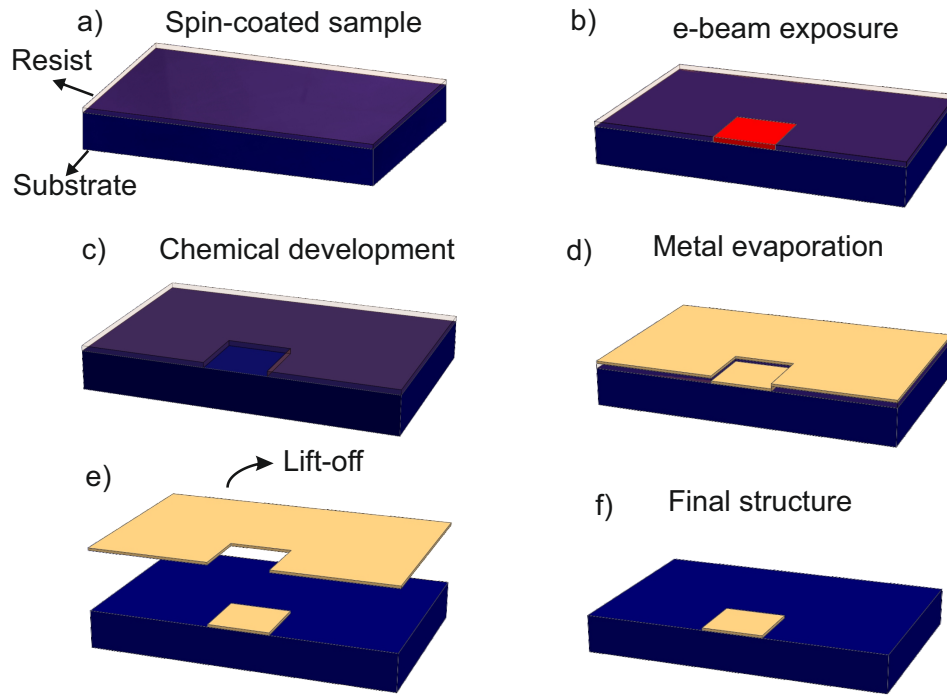 a)
Spin-coated sample
Resist
Substrate
b)
e-beam exposure
c)
Chemical development
d)
Metal evaporation
e)
Lift-off
f)
Final structure